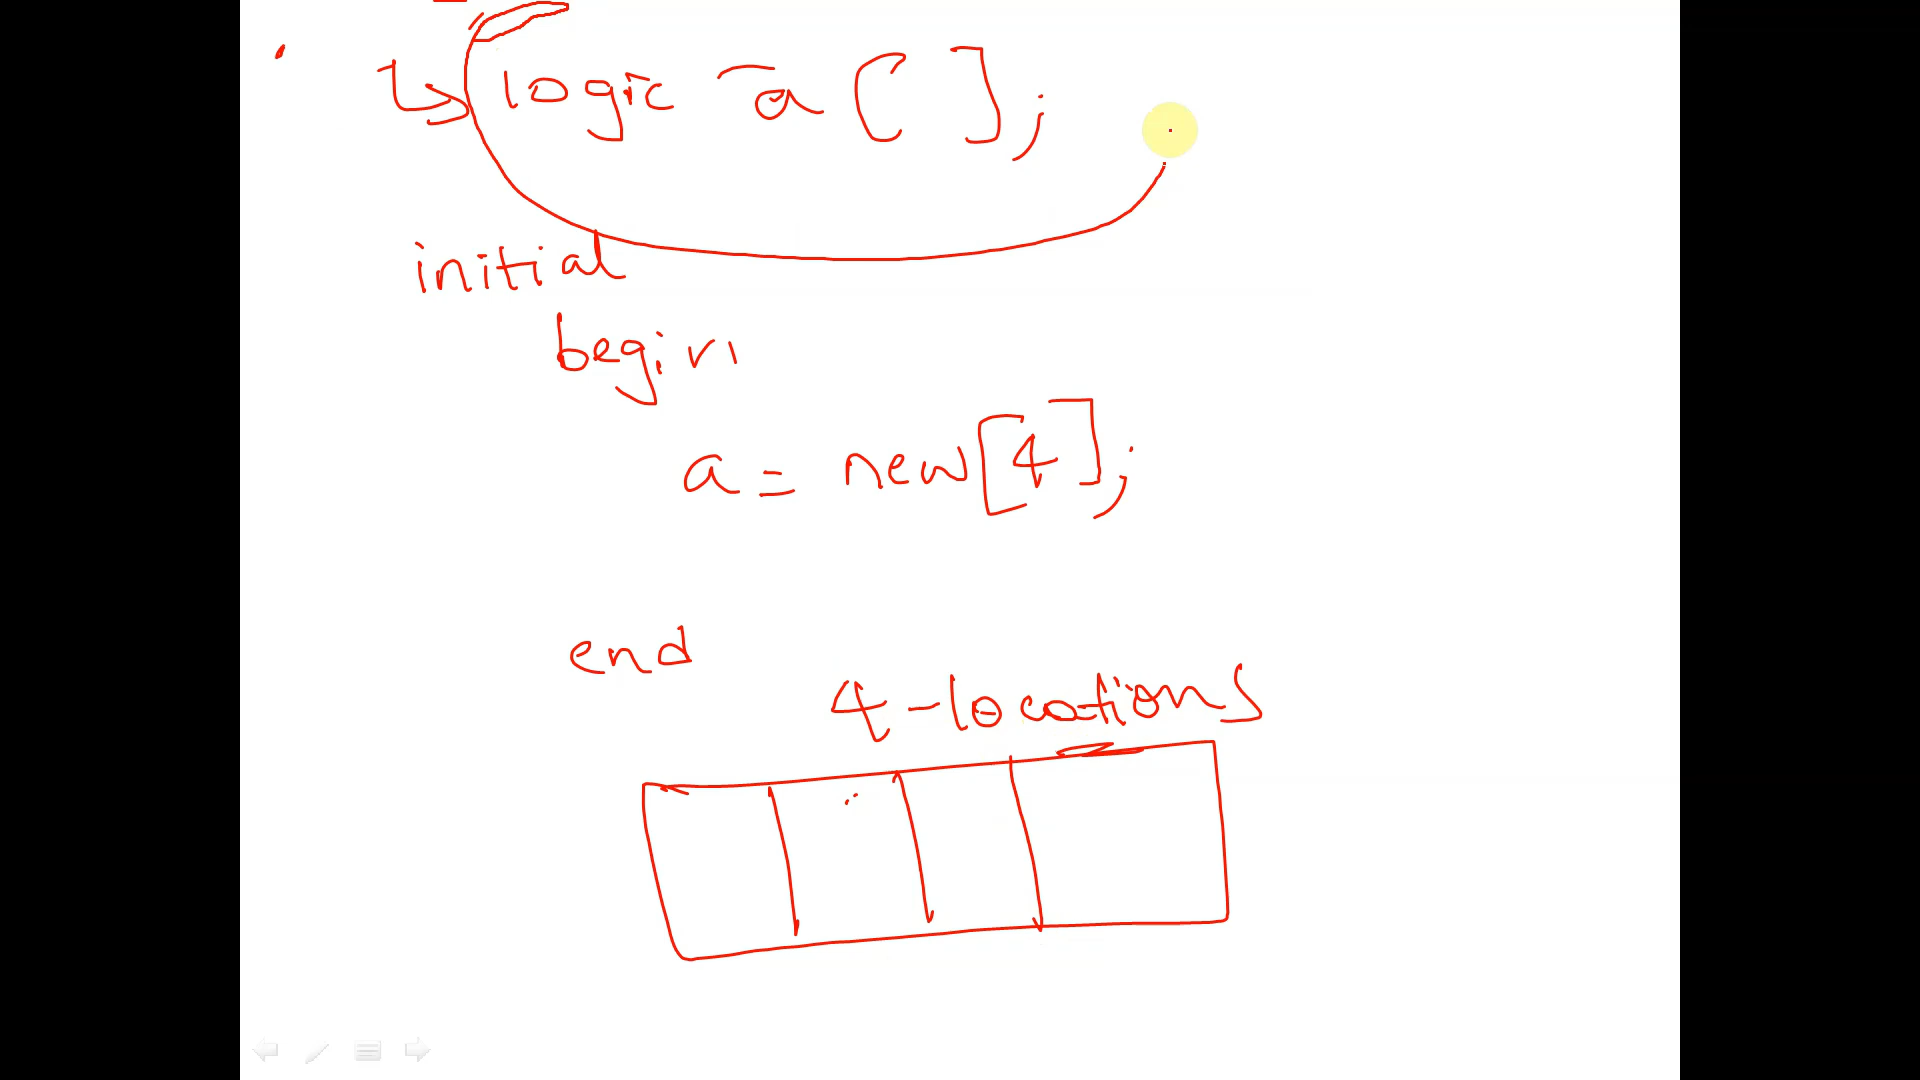 logic a[ ];
initial
begin
a = new[4];
end
4-locations